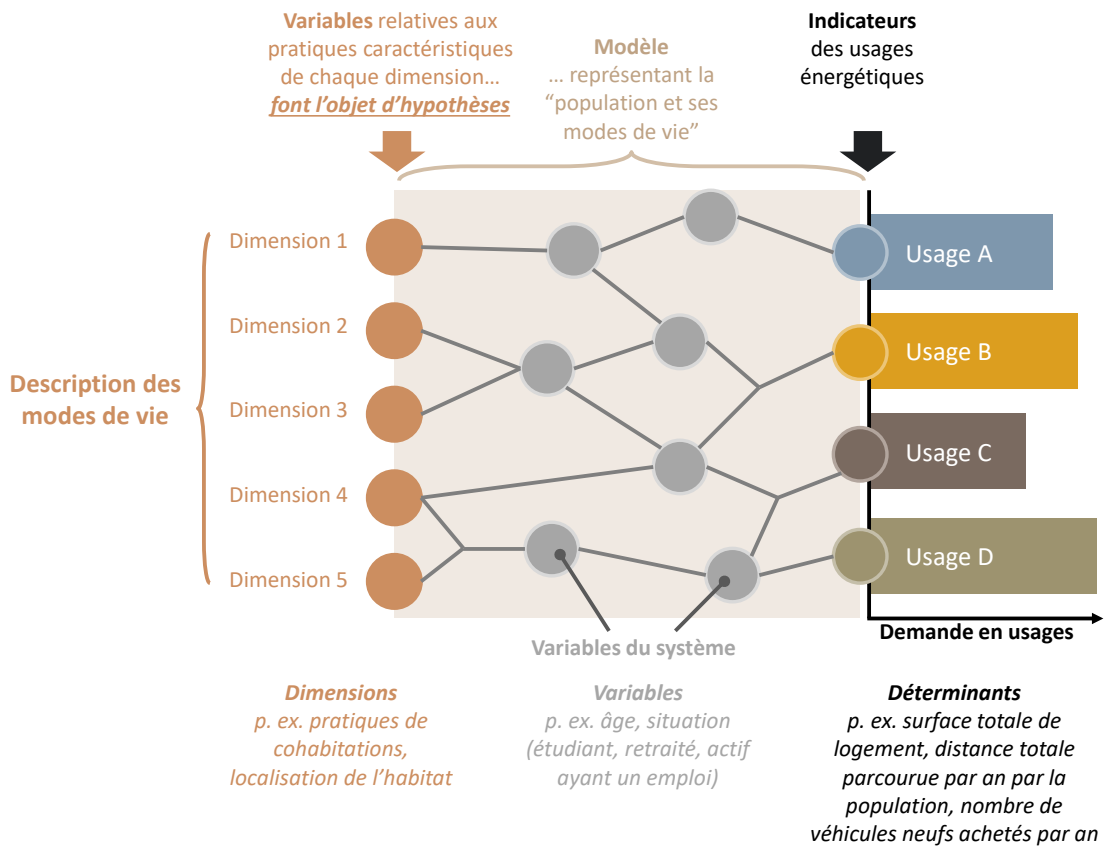 Variables relatives aux
pratiques caractéristiques
de chaque dimension…
font l’objet d’hypothèses
Modèle
… représentant la
“population et ses
modes de vie”
Indicateurs
des usages
énergétiques
Description des
modes de vie
Dimension 1
Dimension 2
Dimension 3
Dimension 4
Dimension 5
Usage A
Usage B
Usage C
Usage D
Demande en usages
Variables du système
Dimensions
p. ex. pratiques de
cohabitations,
localisation de l’habitat
Variables
p. ex. âge, situation
(étudiant, retraité, actif
ayant un emploi)
Déterminants
p. ex. surface totale de
logement, distance totale
parcourue par an par la
population, nombre de
véhicules neufs achetés par an